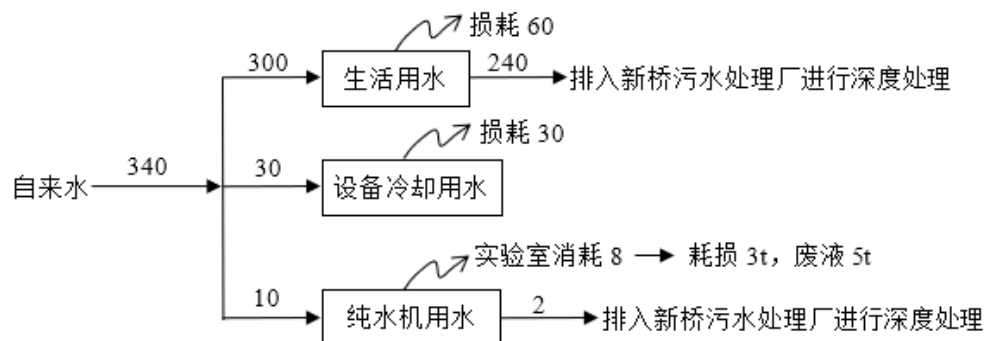 损耗 60
300
生活用水
240
排入新桥污水处理厂进行深度处理
损耗 30
自来水
340
30
设备冷却用水
实验室消耗 8
耗损 3t，废液 5t
10
纯水机用水
2
排入新桥污水处理厂进行深度处理